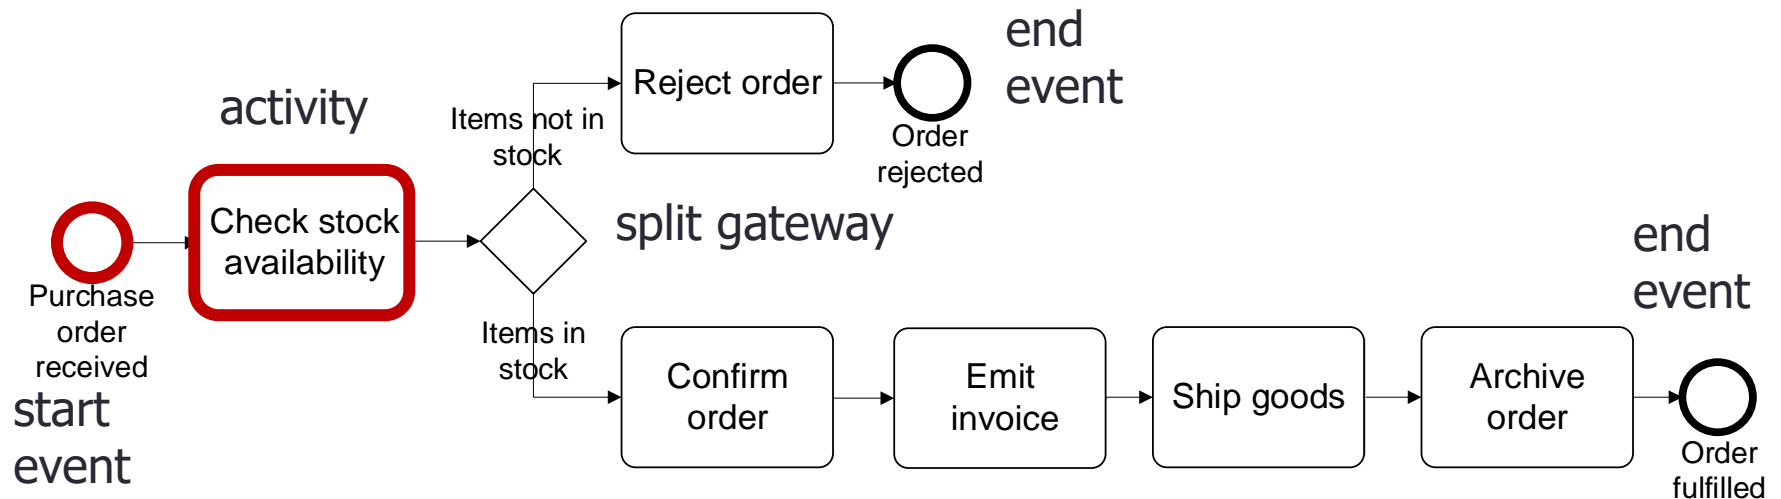 end
event
Reject order
activity
Items not in
stock
Order
rejected
Check stock
availability
split gateway
end
event
Purchase
order
received
Items in
stock
Confirm
order
Emit
invoice
Ship goods
Archive
order
start
event
Order
fulfilled